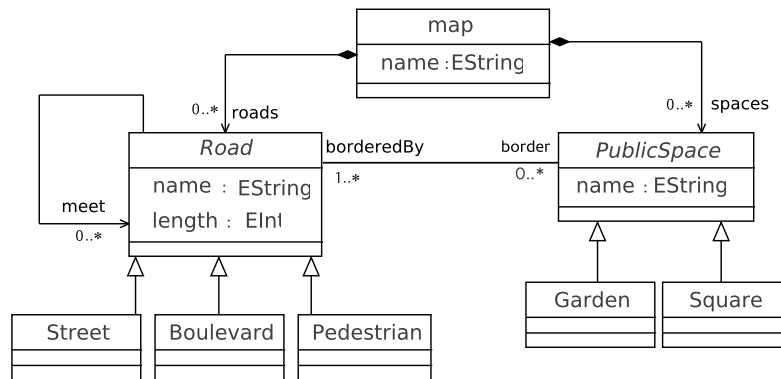 map
name :EString
0..* roads
0..* spaces
Road
name : EString
length : EInt
borderedBy
1..*
border
0..*
PublicSpace
name : EString
meet
0..*
Street
Boulevard
Pedestrian
Garden
Square